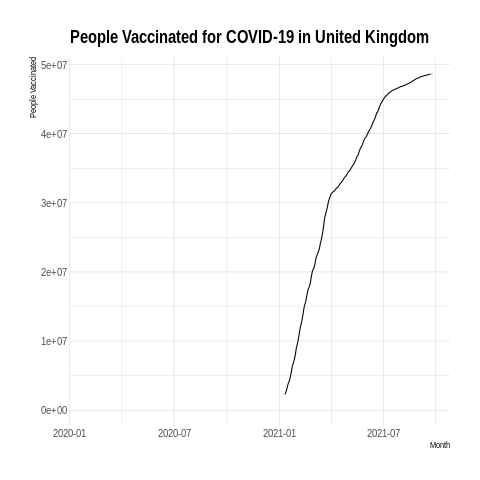 People Vaccinated for COVID-19 in United Kingdom
People Vaccinated
5e+07
4e+07
3e+07
2e+07
1e+07
0e+00
2020-01 2020-07 2021-01 2021-07
Month